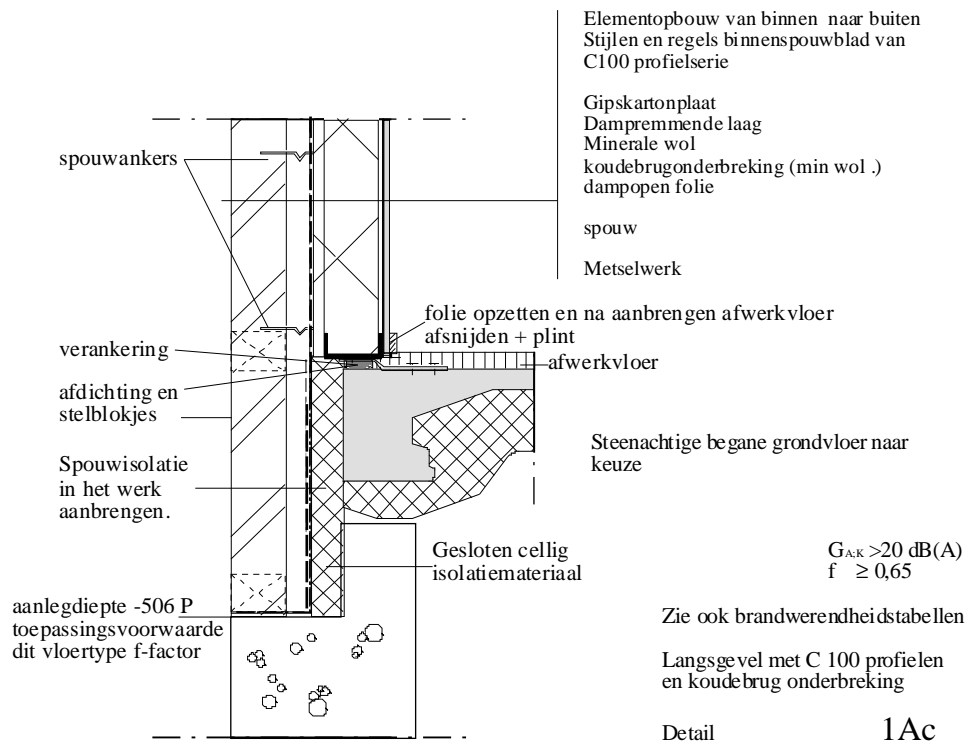 Elementopbouw van binnen naar buiten
Stijlen en regels binnenspouwblad van
C100 profielserie
Gipskartonplaat
Dampremmende laag
Minerale wol
koudebrugonderbreking (min wol .)
dampopen folie
spouw
Metselwerk
spouwankers
folie opzetten en na aanbrengen afwerkvloer
afsnijden + plint
verankering
afwerkvloer
afdichting en
stelblokjes
Steenachtige begane grondvloer naar
keuze
Spouwisolatie
in het werk
aanbrengen.
Gesloten cellig
isolatiemateriaal
GA;K >20 dB(A)
f ≥ 0,65
aanlegdiepte -506 P
toepassingsvoorwaarde
dit vloertype f-factor
Zie ook brandwerendheidstabellen
Langsgevel met C 100 profielen
en koudebrug onderbreking
Detail 1Ac